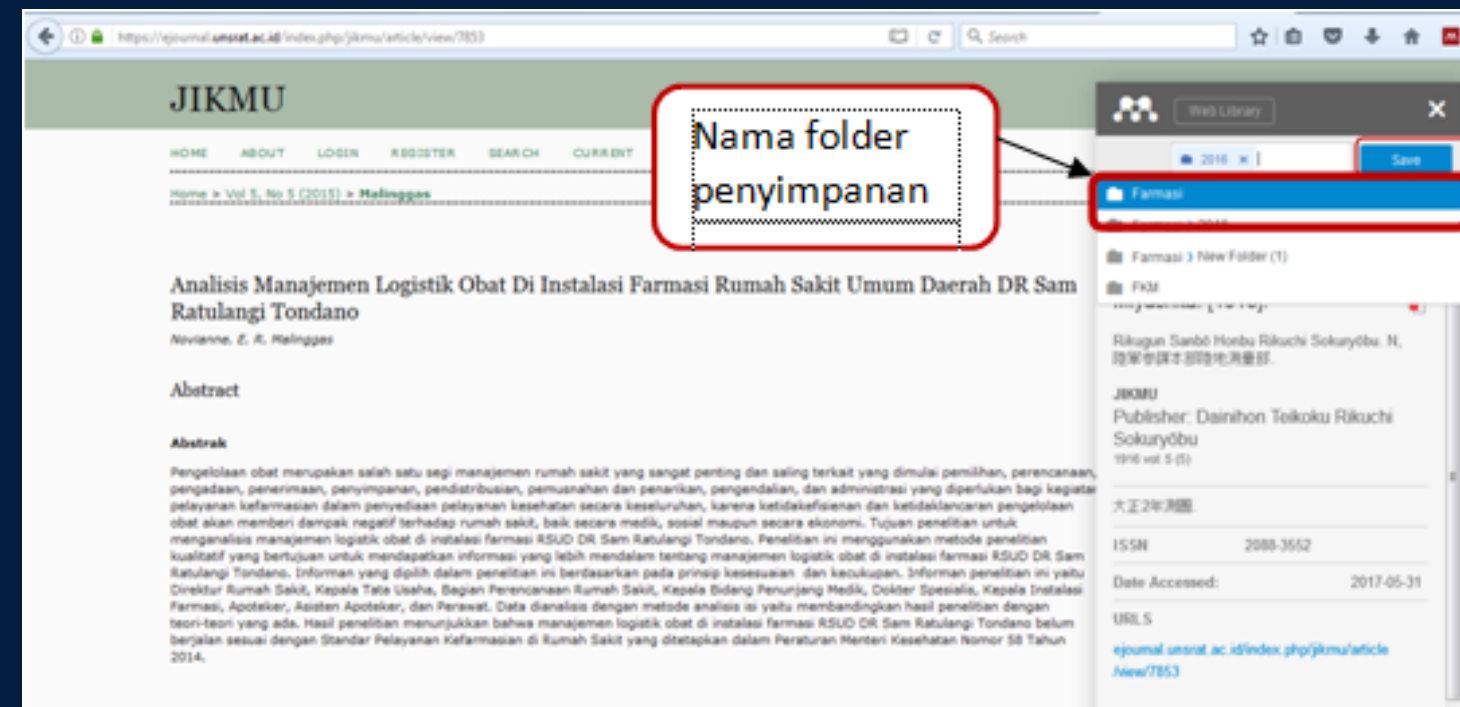 https://ejournal.unsrat.ac.id/index.php/jikmu/article/view/7853
Search
JIKMU
HOME ABOUT LOGIN REGISTER SEARCH CURRENT
Home > Vol 5, No 5 (2015) > Malinggas
Nama folder
penyimpanan
Analisis Manajemen Logistik Obat Di Instalasi Farmasi Rumah Sakit Umum Daerah DR Sam
Ratulangi Tondano
Novianne. E. R. Malinggas
Abstract
Abstrak
Pengelolaan obat merupakan salah satu segi manajemen rumah sakit yang sangat penting dan saling terkait yang dimulai pemilihan, perencanaan,
pengadaan, penerimaan, penyimpanan, pendistribusian, pemusnahan dan penarikan, pengendalian, dan administrasi yang diperlukan bagi kegiatan
pelayanan kefarmasian dalam penyediaan pelayanan kesehatan secara keseluruhan, karena ketidakefisienan dan ketidaklancaran pengelolaan
obat akan memberi dampak negatif terhadap rumah sakit, baik secara medik, sosial maupun secara ekonomi. Tujuan penelitian untuk
menganalisis manajemen logistik obat di instalasi farmasi RSUD DR Sam Ratulangi Tondano. Penelitian ini menggunakan metode penelitian
kualitatif yang bertujuan untuk mendapatkan informasi yang lebih mendalam tentang manajemen logistik obat di instalasi farmasi RSUD DR Sam
Ratulangi Tondano. Informan yang dipilih dalam penelitian ini berdasarkan pada prinsip kesesuaian dan kecukupan. Informan penelitian ini yaitu
Direktur Rumah Sakit, Kepala Tata Usaha, Bagian Perencanaan Rumah Sakit, Kepala Bidang Penunjang Medik, Dokter Spesialis, Kepala Instalasi
Farmasi, Apoteker, Asisten Apoteker, dan Perawat. Data dianalisis dengan metode analisis isi yaitu membandingkan hasil penelitian dengan
teori-teori yang ada. Hasil penelitian menunjukkan bahwa manajemen logistik obat di instalasi farmasi RSUD DR Sam Ratulangi Tondano belum
berjalan sesuai dengan Standar Pelayanan Kefarmasian di Rumah Sakit yang ditetapkan dalam Peraturan Menteri Kesehatan Nomor 58 Tahun
2014.
Web Library
2016
Save
Farmasi
Farmasi > New Folder (1)
FKM
Rikugun Sanbō Honbu Rikuchi Sokuryōbu. N,
陸軍参謀本部陸地測量部.
JIKMU
Publisher: Dainihon Teikoku Rikuchi
Sokuryōbu
1916 vol. 5 (5)
大正2年測圖.
ISSN 2088-3552
Date Accessed: 2017-05-31
URLS
ejournal.unsrat.ac.id/index.php/jikmu/article
/view/7853